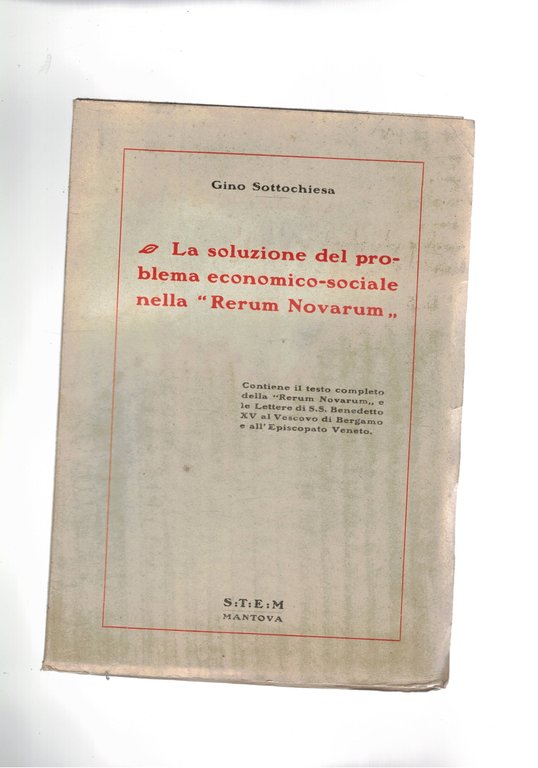 Gino Sottochiesa
La soluzione del pro-
blema economico-sociale
nella “Rerum Novarum„
Contiene il testo completo
della “Rerum Novarum„ e
le Lettere di S.S. Benedetto
XV al Vescovo di Bergamo
e all'Episcopato Veneto.
S:T:E:M
MANTOVA